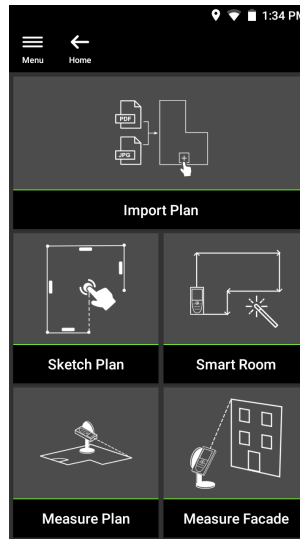 1:34 PM
Menu
Home
PDF
JPG
Import Plan
Sketch Plan
Smart Room
Measure Plan
Measure Facade